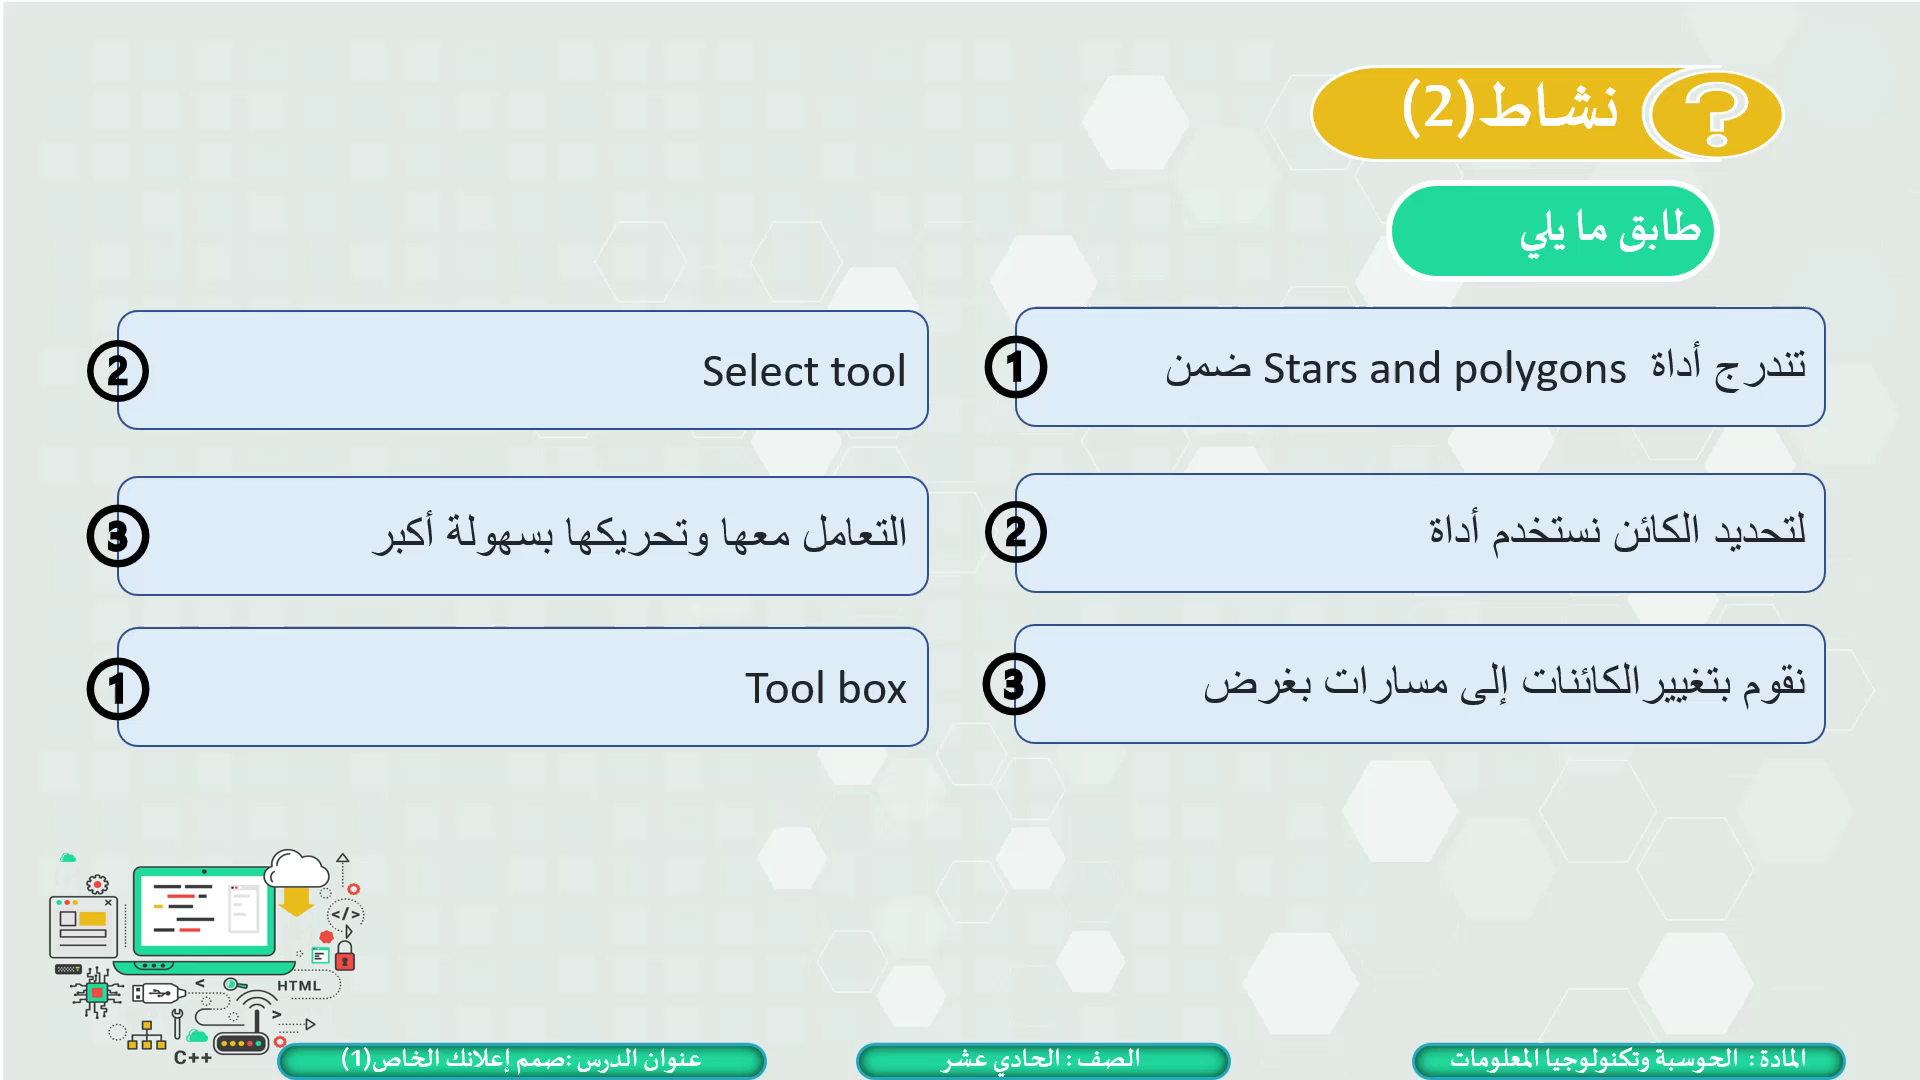 نشاط(2)
?
طابق ما يلي
تندرج أداة Stars and polygons ضمن
1
Select tool
2
لتحديد الكائن نستخدم أداة
2
التعامل معها وتحريكها بسهولة أكبر
3
نقوم بتغييرالكائنات إلى مسارات بغرض
3
Tool box
1
</>
HTML
C++
المادة : الحوسبة وتكنولوجيا المعلومات
الصف : الحادي عشر
عنوان الدرس :صمم إعلانك الخاص(1)